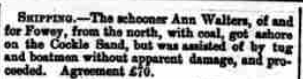 SHIPPING.—The schooner Ann Walters, of and
for Fowey, from the north, with coal, got ashore
on the Cockle Sand, but was assisted of by tug
and boatmen without apparent damage, and pro-
ceeded. Agreement £70.